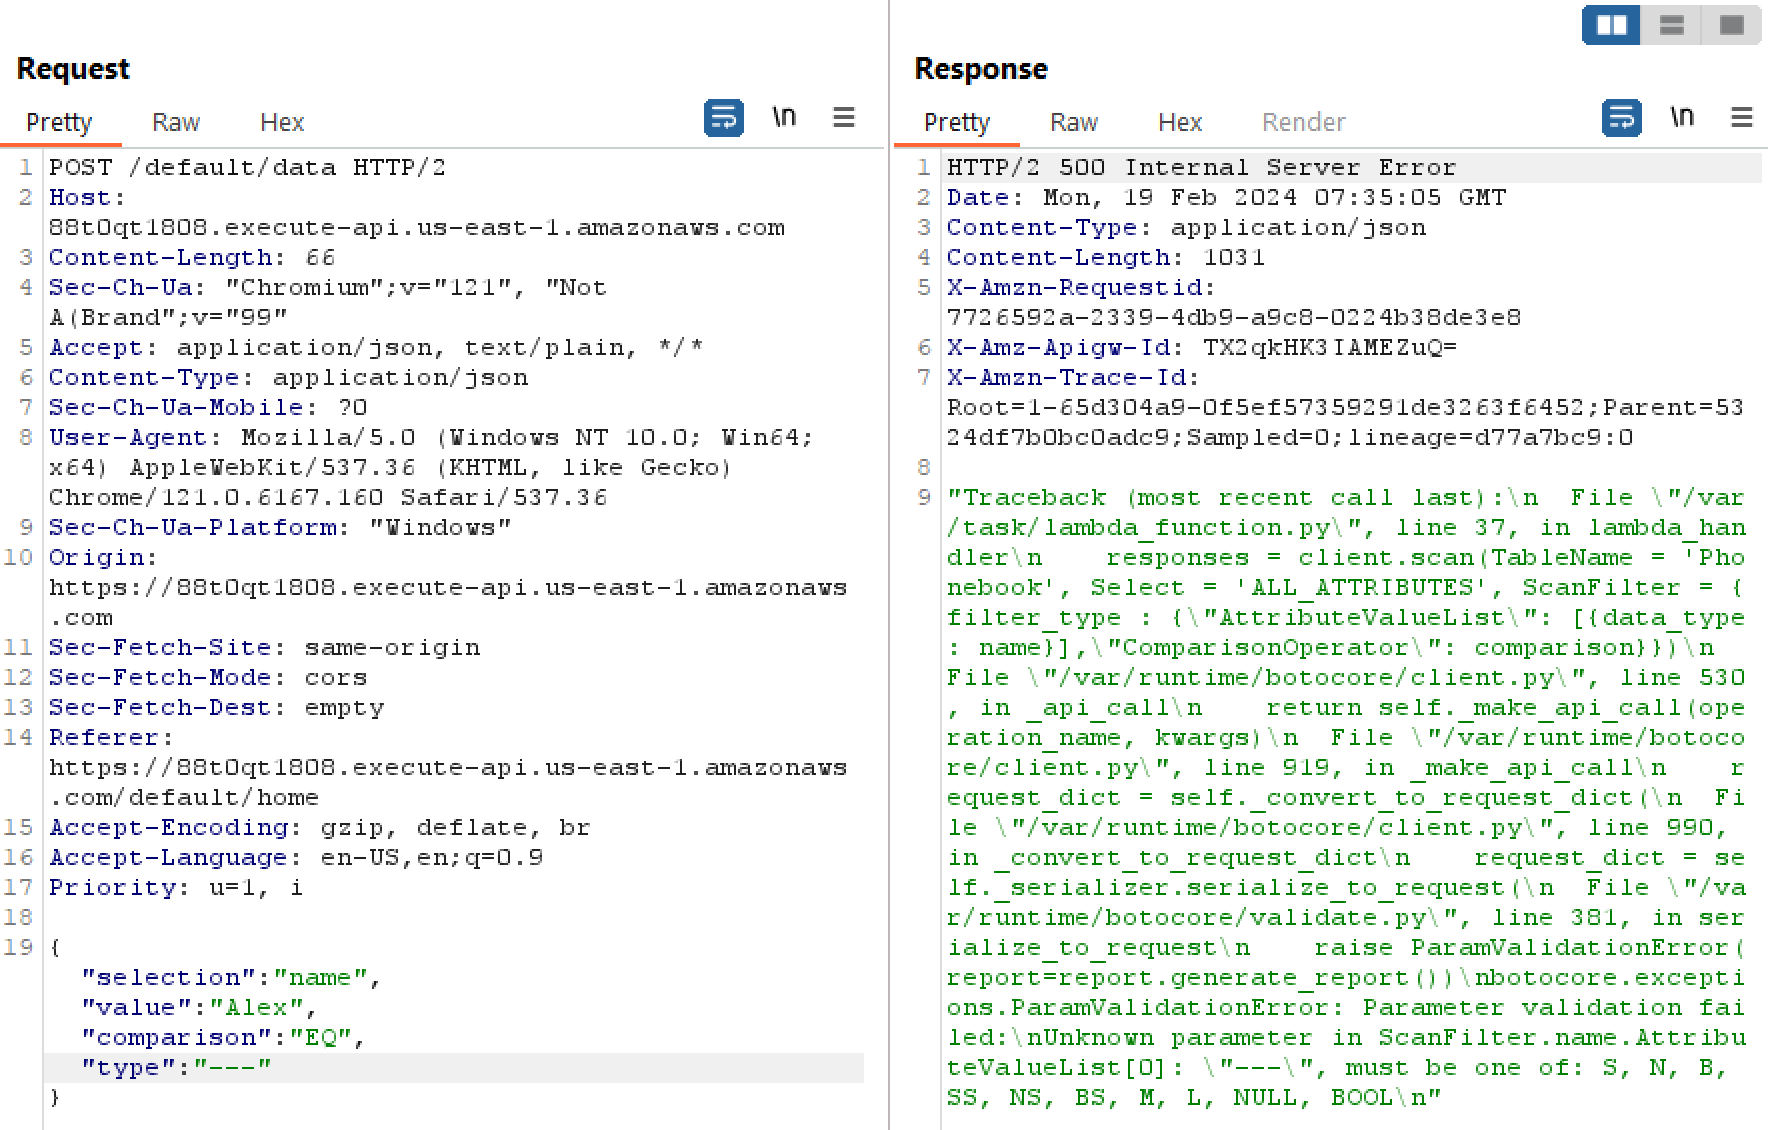 Request
Pretty Raw Hex \n
1 POST /default/data HTTP/2
2 Host:
88t0qt1808.execute-api.us-east-1.amazonaws.com
3 Content-Length: 66
4 Sec-Ch-Ua: "Chromium";v="121", "Not
A(Brand";v="99"
5 Accept: application/json, text/plain, */*
6 Content-Type: application/json
7 Sec-Ch-Ua-Mobile: ?0
8 User-Agent: Mozilla/5.0 (Windows NT 10.0; Win64;
x64) AppleWebKit/537.36 (KHTML, like Gecko)
Chrome/121.0.6167.160 Safari/537.36
9 Sec-Ch-Ua-Platform: "Windows"
10 Origin:
https://88t0qt1808.execute-api.us-east-1.amazonaws
.com
11 Sec-Fetch-Site: same-origin
12 Sec-Fetch-Mode: cors
13 Sec-Fetch-Dest: empty
14 Referer:
https://88t0qt1808.execute-api.us-east-1.amazonaws
.com/default/home
15 Accept-Encoding: gzip, deflate, br
16 Accept-Language: en-US,en;q=0.9
17 Priority: u=1, i
18
19 {
"selection":"name",
"value":"Alex",
"comparison":"EQ",
"type":"---"
}
Response
Pretty Raw Hex Render \n
1 HTTP/2 500 Internal Server Error
2 Date: Mon, 19 Feb 2024 07:35:05 GMT
3 Content-Type: application/json
4 Content-Length: 1031
5 X-Amzn-Requestid:
7726592a-2339-4db9-a9c8-0224b38de3e8
6 X-Amz-Apigw-Id: TX2qkHK3IAMEZuQ=
7 X-Amzn-Trace-Id:
Root=1-65d304a9-0f5ef57359291de3263f6452;Parent=53
24df7b0bc0adc9;Sampled=0;lineage=d77a7bc9:0
8
9 "Traceback (most recent call last):\n  File \"/var
/task/lambda_function.py\", line 37, in lambda_han
dler\n    responses = client.scan(TableName = 'Pho
nebook', Select = 'ALL_ATTRIBUTES', ScanFilter = {
filter_type : {\"AttributeValueList\": [{data_type
: name}],\"ComparisonOperator\": comparison}})\n
File \"/var/runtime/botocore/client.py\", line 530
, in _api_call\n    return self._make_api_call(ope
ration_name, kwargs)\n  File \"/var/runtime/botoco
re/client.py\", line 919, in _make_api_call\n    r
equest_dict = self._convert_to_request_dict(\n  Fi
le \"/var/runtime/botocore/client.py\", line 990,
in _convert_to_request_dict\n    request_dict = se
lf._serializer.serialize_to_request(\n  File \"/va
r/runtime/botocore/validate.py\", line 381, in ser
ialize_to_request\n    raise ParamValidationError(
report=report.generate_report())\nbotocore.excepti
ons.ParamValidationError: Parameter validation fai
led:\nUnknown parameter in ScanFilter.name.Attribu
teValueList[0]: \"---\", must be one of: S, N, B,
SS, NS, BS, M, L, NULL, BOOL\n"